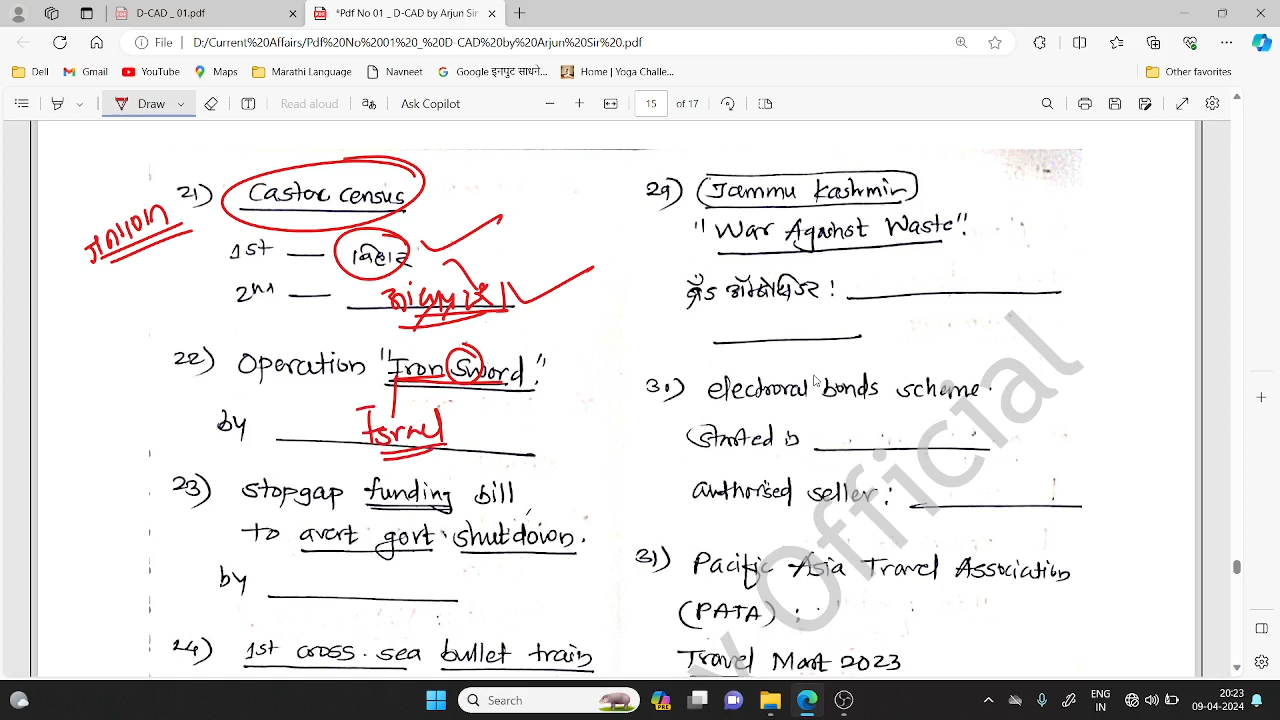 D-CAD _ 01.pdf
*Pdf No 01 _ D-CAD by Arjun Sir
File
D:/Current%20Affairs/Pdf%20No%2001%20_%20D CAD%20by%20Arjun%20Sir%20.pdf
Dell
Gmail
YouTube
Maps
Marathi Language
Navneet
Google इनपुट साधने...
Home | Yoga Challe...
Other favorites
Draw
Read aloud
Ask Copilot
15
of 17
21) Castoc census
1st — बिहार
2nd — आंध्रप्रदेश
22) Operation "Iron Sword."
by Israel
23) stopgap funding bill
to avert govt shutdown.
by
24) 1st cross sea bullet train
29) Jammu Kashmir
"War Against Waste".
ब्रँड ॲम्बेसिडर :
30) electroral bonds scheme.
started is
authorised seller:
31) Pacific Asia Travel Association
(PATA) :
Travel Mart 2023
Official
Search
ENG
IN
20:23
09-04-2024